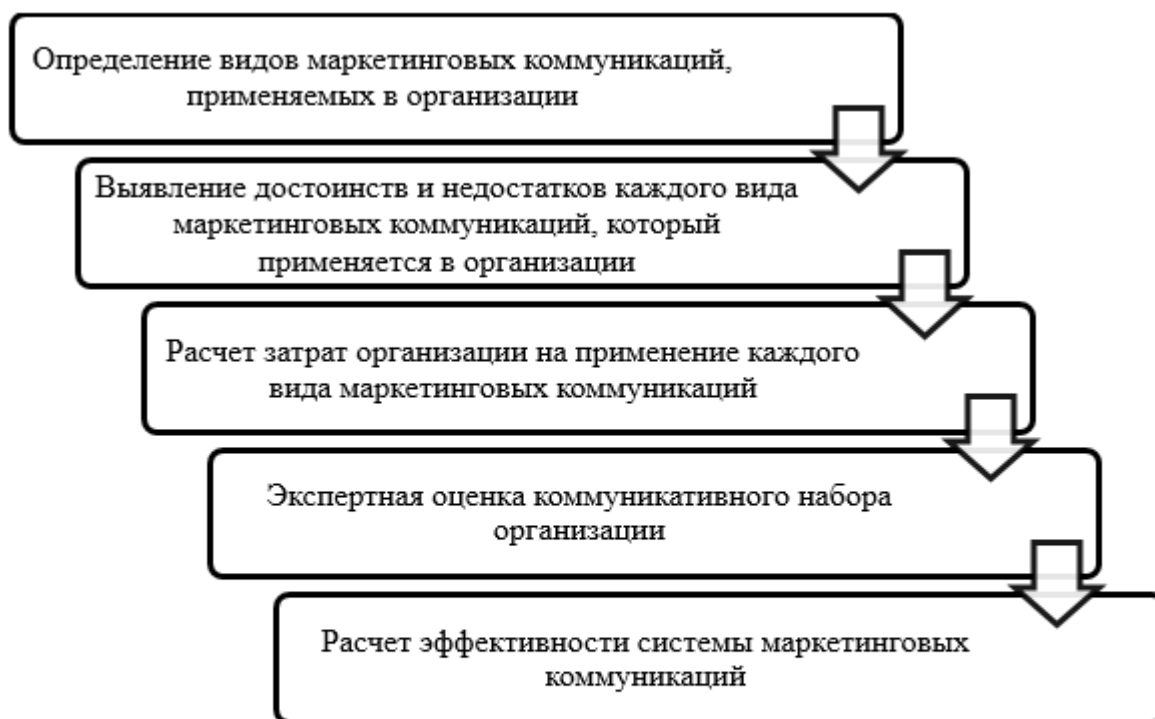 Определение видов маркетинговых коммуникаций,
применяемых в организации
Выявление достоинств и недостатков каждого вида
маркетинговых коммуникаций, который
применяется в организации
Расчет затрат организации на применение каждого
вида маркетинговых коммуникаций
Экспертная оценка коммуникативного набора
организации
Расчет эффективности системы маркетинговых
коммуникаций